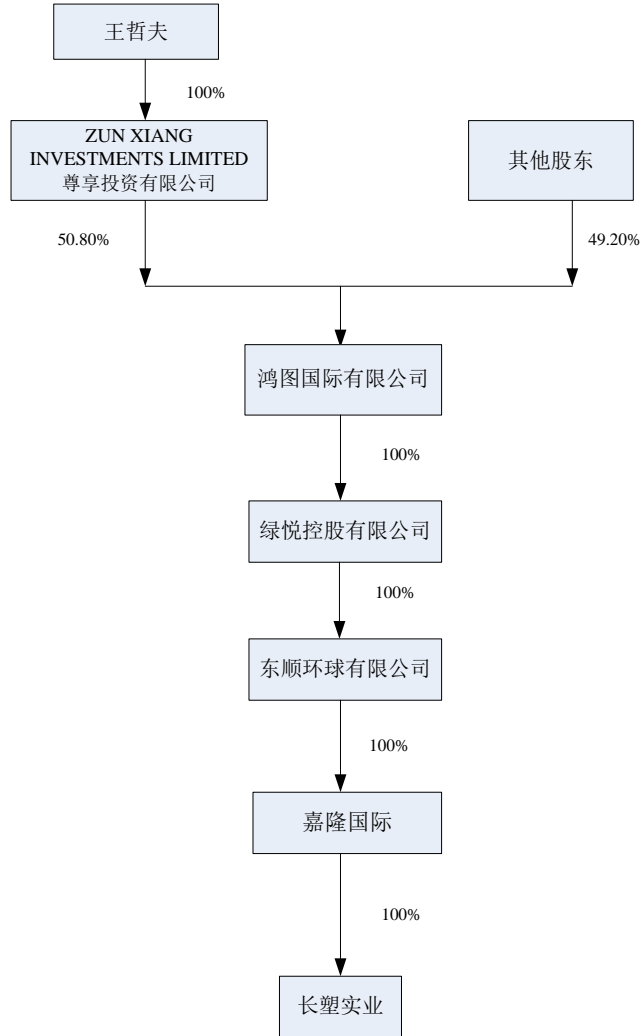 王哲夫
100%
ZUN XIANG
INVESTMENTS LIMITED
尊享投资有限公司
其他股东
50.80%
49.20%
鸿图国际有限公司
100%
绿悦控股有限公司
100%
东顺环球有限公司
100%
嘉隆国际
100%
长塑实业